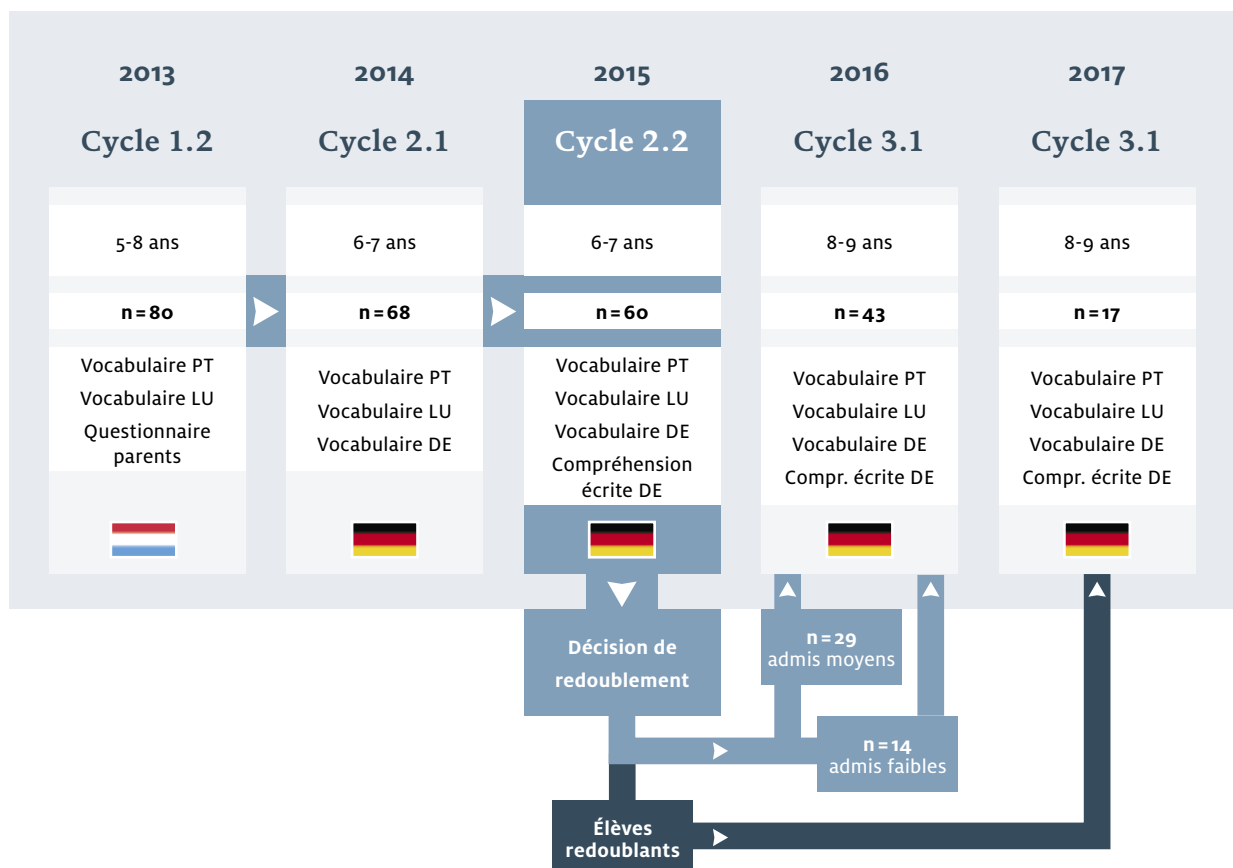 2013
Cycle 1.2
5-8 ans
n=80
Vocabulaire PT
Vocabulaire LU
Questionnaire
parents
2014
Cycle 2.1
6-7 ans
n=68
Vocabulaire PT
Vocabulaire LU
Vocabulaire DE
2015
Cycle 2.2
6-7 ans
n=60
Vocabulaire PT
Vocabulaire LU
Vocabulaire DE
Compréhension
écrite DE
2016
Cycle 3.1
8-9 ans
n=43
Vocabulaire PT
Vocabulaire LU
Vocabulaire DE
Compr. écrite DE
2017
Cycle 3.1
8-9 ans
n=17
Vocabulaire PT
Vocabulaire LU
Vocabulaire DE
Compr. écrite DE
Décision de
redoublement
n=29
admis moyens
n=14
admis faibles
Élèves
redoublants